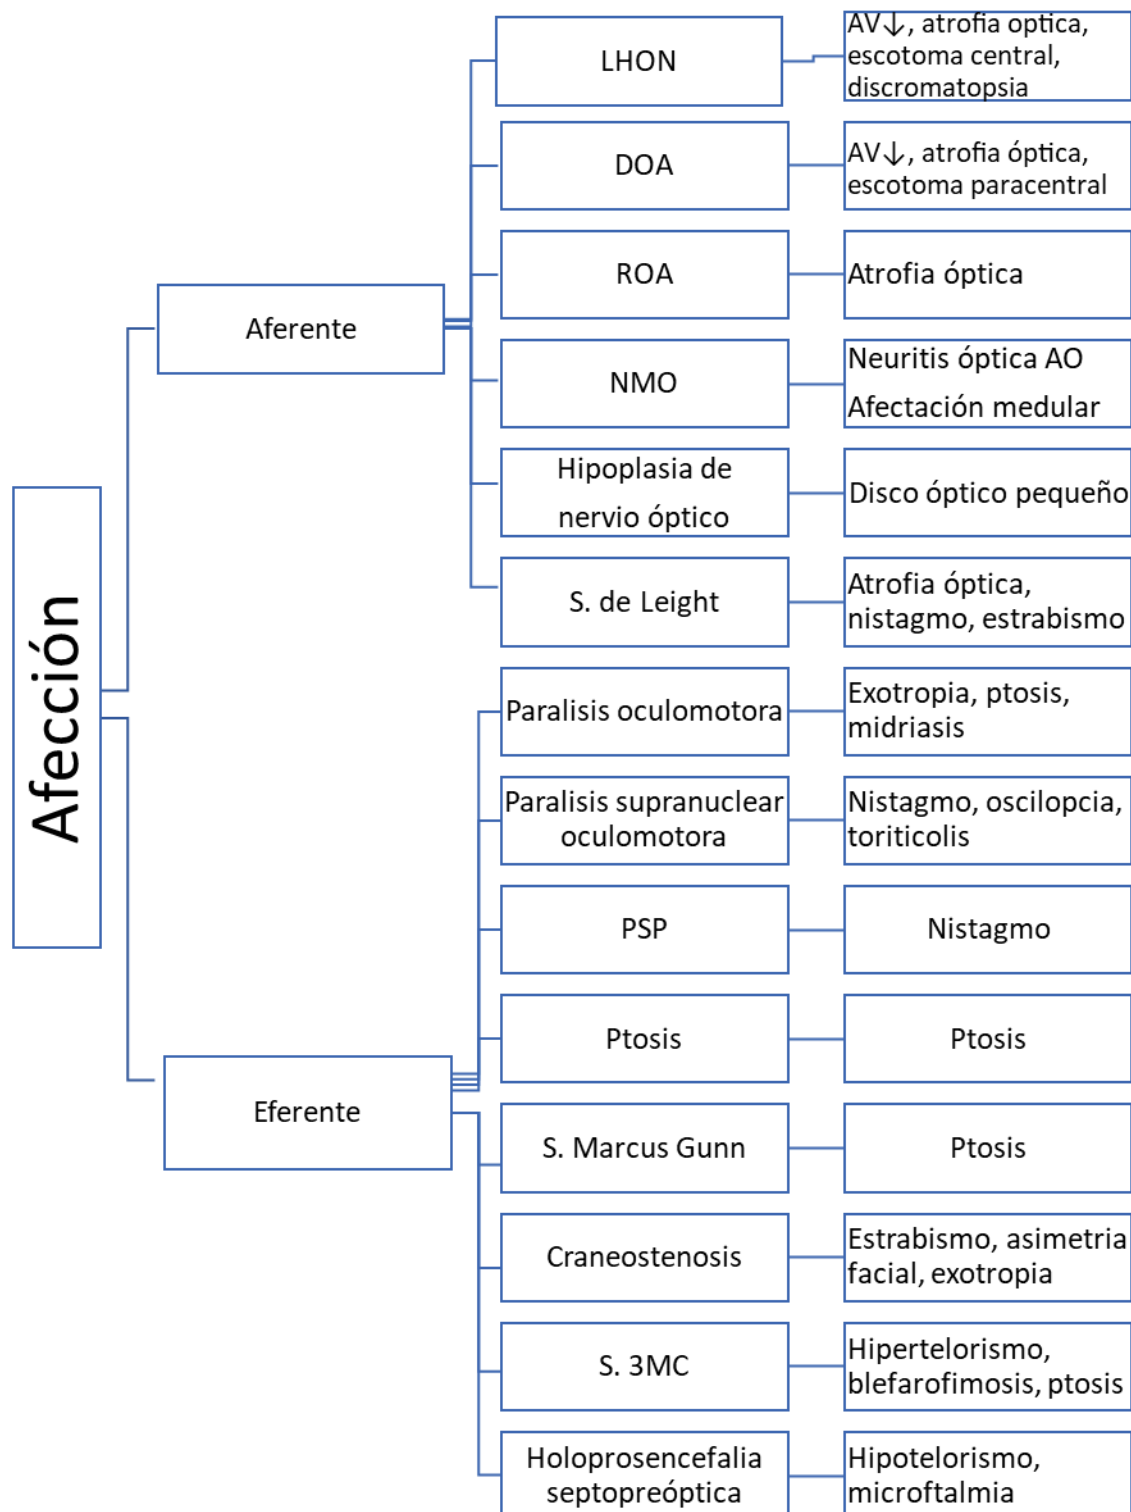 Afección
Aferente
LHON
AV↓, atrofia optica,
escotoma central,
discromatopsia
DOA
AV↓, atrofia óptica,
escotoma paracentral
ROA
Atrofia óptica
NMO
Neuritis óptica AO
Afectación medular
Hipoplasia de
nervio óptico
Disco óptico pequeño
S. de Leight
Atrofia óptica,
nistagmo, estrabismo
Eferente
Paralisis oculomotora
Exotropia, ptosis,
midriasis
Paralisis supranuclear
oculomotora
Nistagmo, oscilopcia,
toriticolis
PSP
Nistagmo
Ptosis
Ptosis
S. Marcus Gunn
Ptosis
Craneostenosis
Estrabismo, asimetria
facial, exotropia
S. 3MC
Hipertelorismo,
blefarofimosis, ptosis
Holoprosencefalia
septopreóptica
Hipotelorismo,
microftalmia